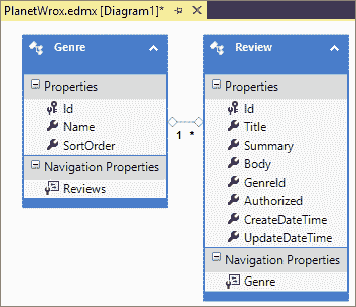 PlanetWrox.edmx [Diagram1]*
Genre
Properties
Id
Name
SortOrder
Navigation Properties
Reviews
1 *
Review
Properties
Id
Title
Summary
Body
GenreId
Authorized
CreateDateTime
UpdateDateTime
Navigation Properties
Genre